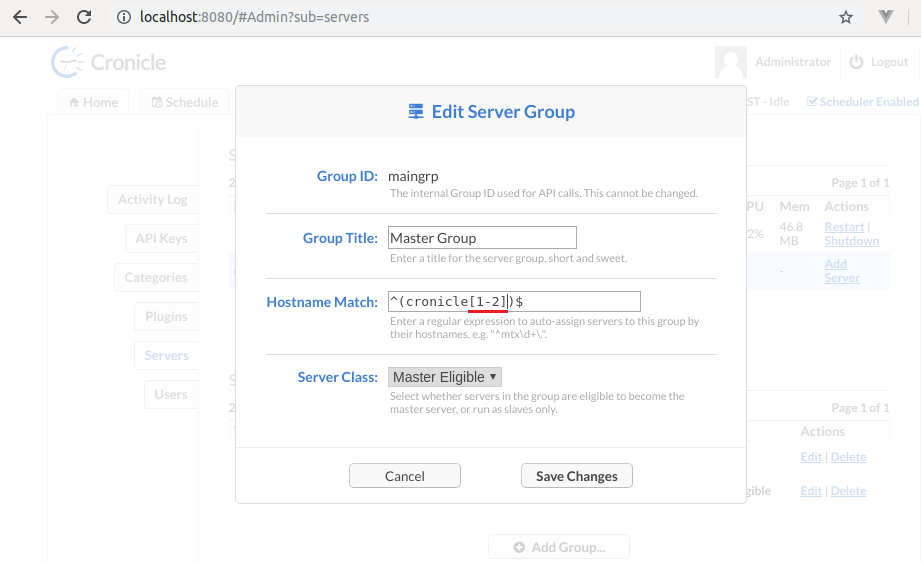 localhost:8080/#Admin?sub=servers
Cronicle
Administrator
Logout
Home
Schedule
ST - Idle
Scheduler Enabled
Edit Server Group
Group ID: maingrp
The internal Group ID used for API calls. This cannot be changed.
Page 1 of 1
Activity Log
PU Mem Actions
Group Title: Master Group
2% 46.8 MB Restart | Shutdown
API Keys
Enter a title for the server group, short and sweet.
Categories
- Add Server
Hostname Match: ^(cronicle[1-2])$
Plugins
Enter a regular expression to auto-assign servers to this group by
their hostnames, e.g. "^mtx\d+\.".
Servers
Server Class: Master Eligible
Users
Select whether servers in the group are eligible to become the
master server, or run as slaves only.
Page 1 of 1
Actions
Edit | Delete
Cancel
Save Changes
gible
Edit | Delete
Add Group...